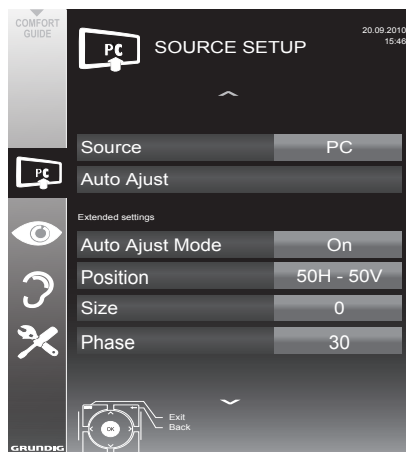 COMFORT
GUIDE
PC
SOURCE SETUP
20.09.2010
15:46
Source PC
PC
Auto Ajust
Extended settings
Auto Ajust Mode On
Position 50H - 50V
Size 0
Phase 30
Exit
OK
Back
GRUNDIG